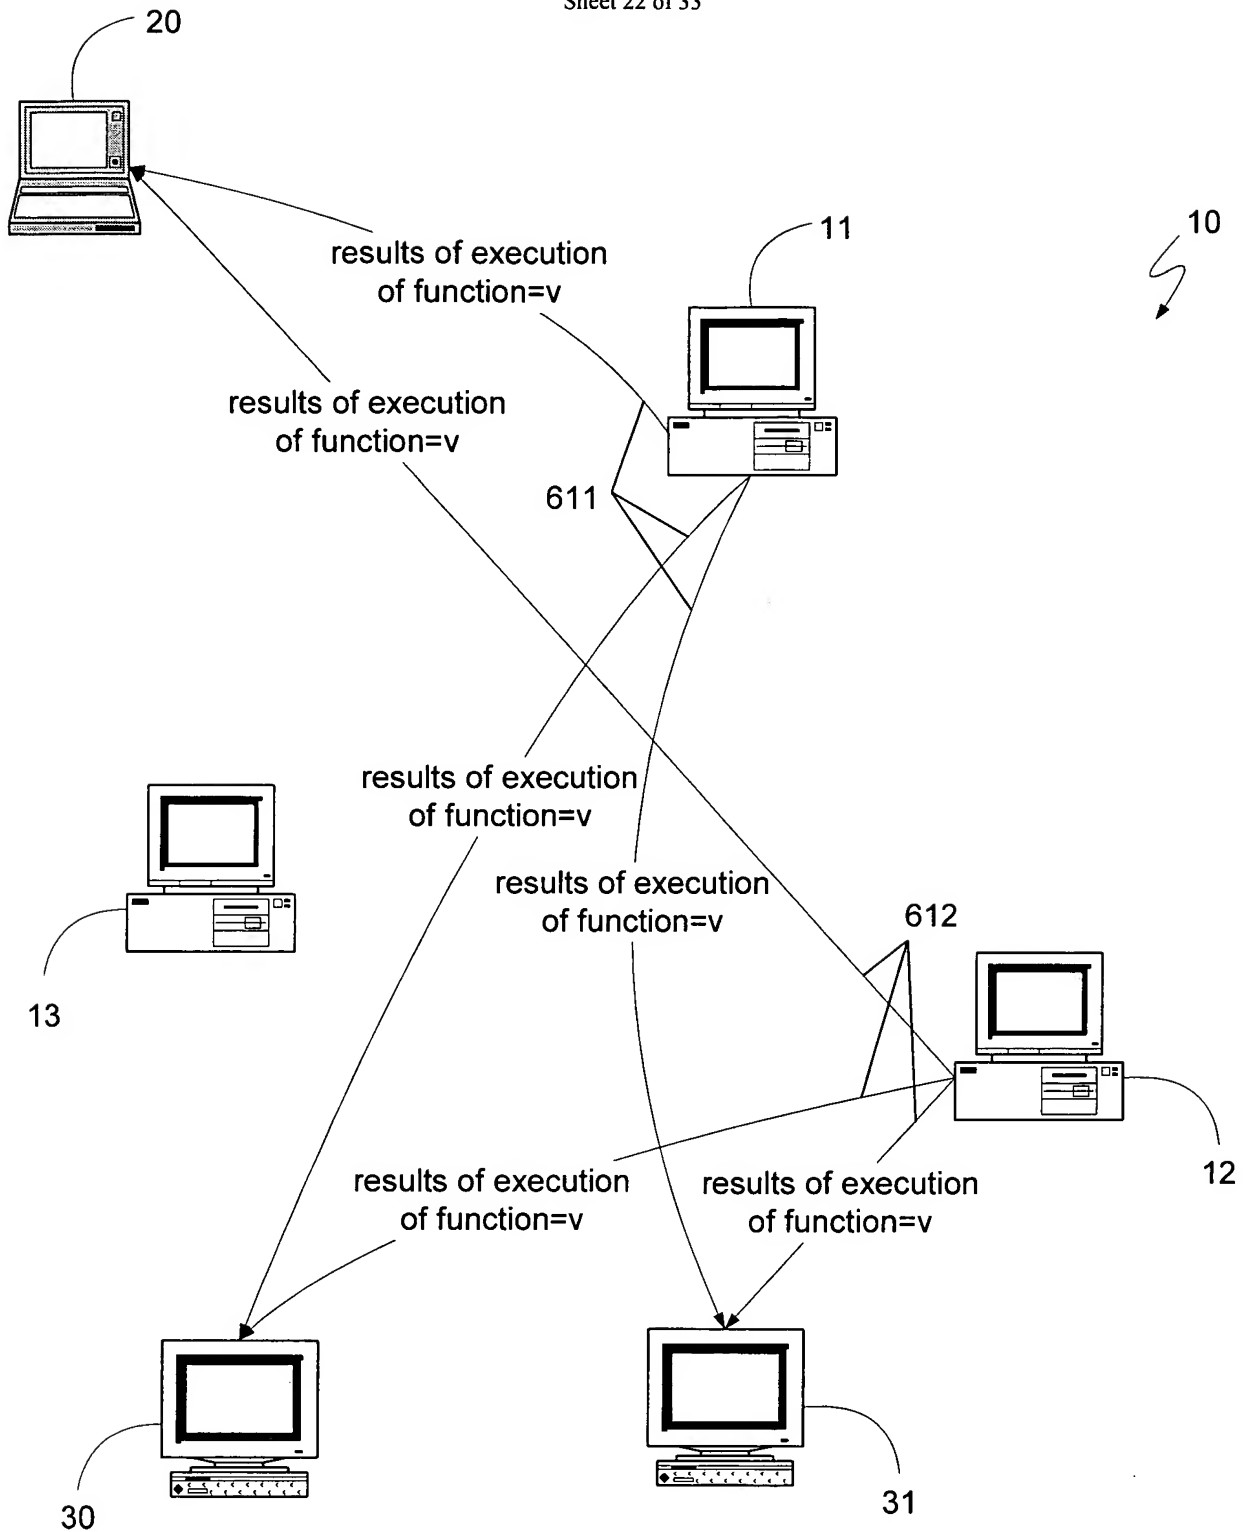 Sheet 22 of 33
20
11
10
results of execution
of function=v
results of execution
of function=v
611
results of execution
of function=v
results of execution
of function=v
612
13
12
results of execution
of function=v
results of execution
of function=v
30
31